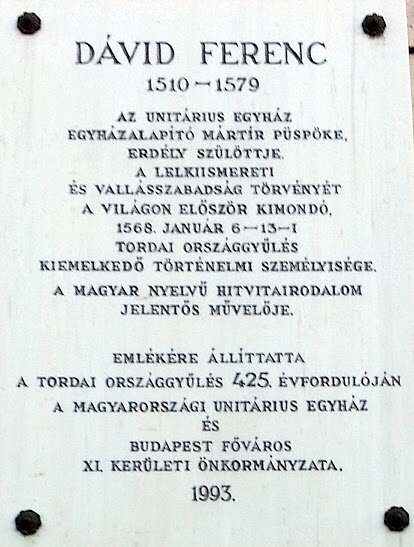 DÁVID FERENC
1510–1579
AZ UNITÁRIUS EGYHÁZ
EGYHÁZALAPÍTÓ MÁRTÍR PÜSPÖKE,
ERDÉLY SZÜLÖTTJE.
A LELKIISMERETI
ÉS VALLÁSSZABADSÁG TÖRVÉNYÉT
A VILÁGON ELŐSZÖR KIMONDÓ,
1568. JANUÁR 6–13-I
TORDAI ORSZÁGGYŰLÉS
KIEMELKEDŐ TÖRTÉNELMI SZEMÉLYISÉGE.
A MAGYAR NYELVŰ HITVITAIRODALOM
JELENTŐS MŰVELŐJE.
EMLÉKÉRE ÁLLÍTTATTA
A TORDAI ORSZÁGGYŰLÉS 425. ÉVFORDULÓJÁN
A MAGYARORSZÁGI UNITÁRIUS EGYHÁZ
ÉS
BUDAPEST FŐVÁROS
XI. KERÜLETI ÖNKORMÁNYZATA.
1993.